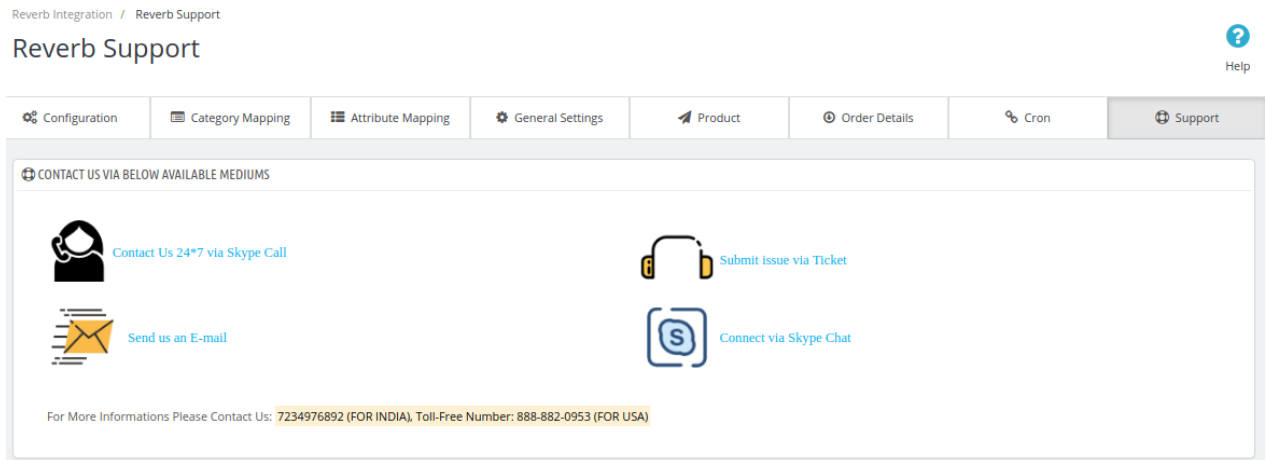 Reverb Integration / Reverb Support
Reverb Support
Help
Configuration
Category Mapping
Attribute Mapping
General Settings
Product
Order Details
Cron
Support
CONTACT US VIA BELOW AVAILABLE MEDIUMS
Contact Us 24*7 via Skype Call
Submit issue via Ticket
Send us an E-mail
Connect via Skype Chat
For More Informations Please Contact Us: 7234976892 (FOR INDIA), Toll-Free Number: 888-882-0953 (FOR USA)